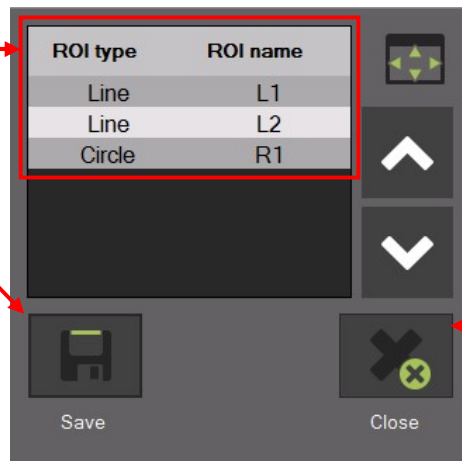 ROI type ROI name
Line L1
Line L2
Circle R1
Save Close